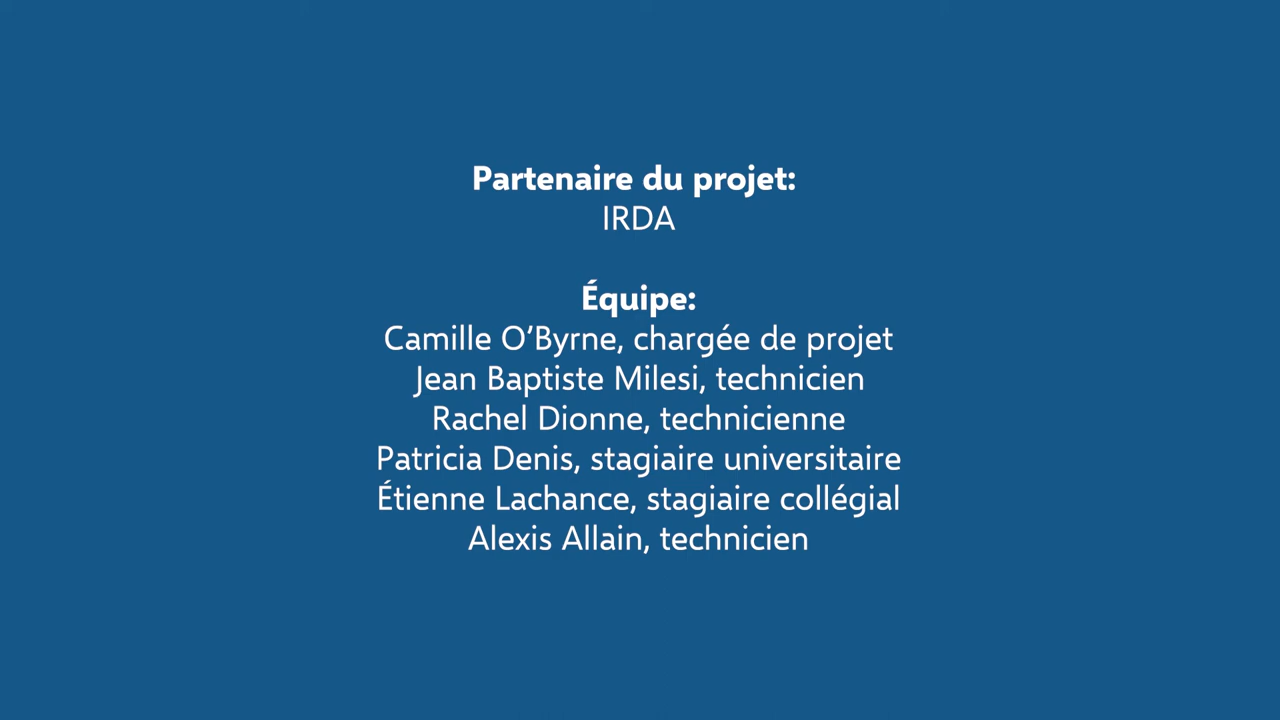 Partenaire du projet:
IRDA
Équipe:
Camille O’Byrne, chargée de projet
Jean Baptiste Milesi, technicien
Rachel Dionne, technicienne
Patricia Denis, stagiaire universitaire
Étienne Lachance, stagiaire collégial
Alexis Allain, technicien